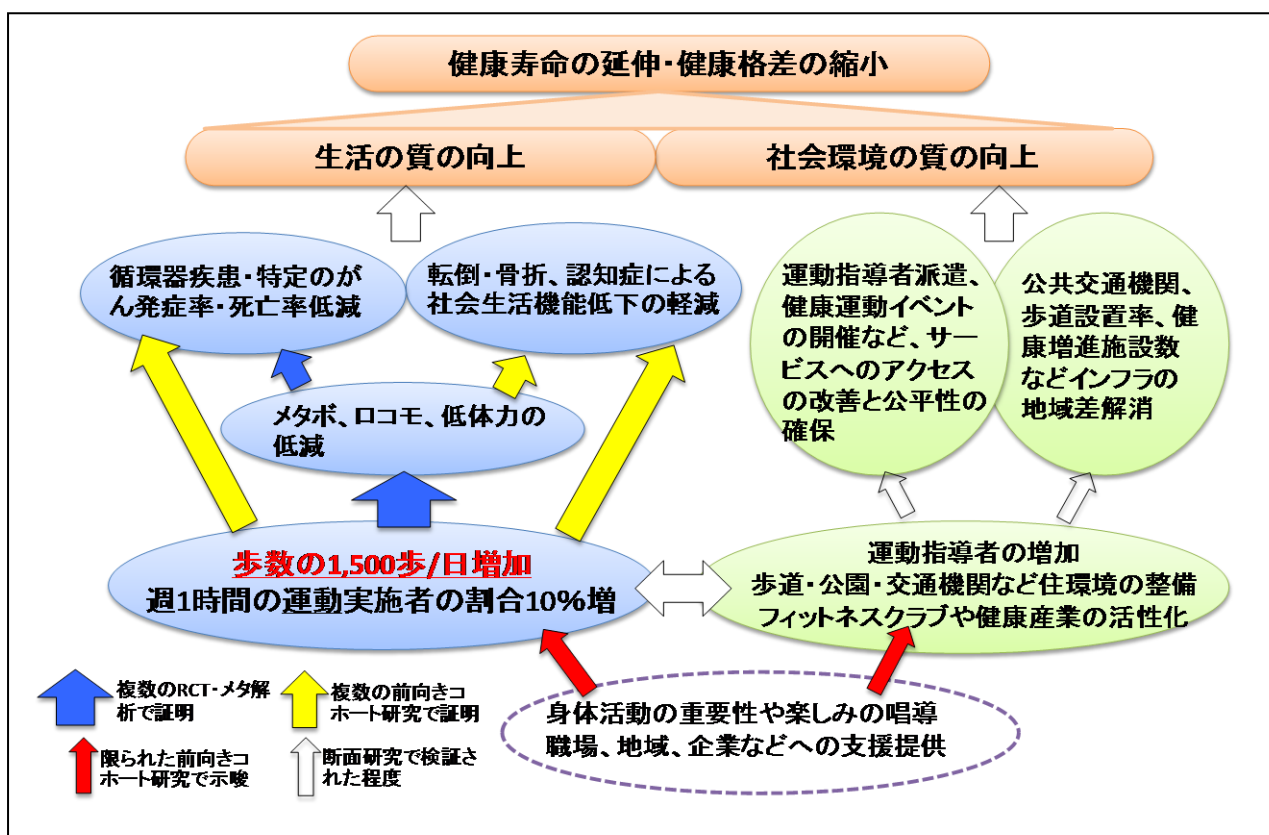 健康寿命の延伸・健康格差の縮小
生活の質の向上
社会環境の質の向上
循環器疾患・特定のが
ん発症率・死亡率低減
転倒・骨折、認知症による
社会生活機能低下の軽減
運動指導者派遣、
健康運動イベント
の開催など、サー
ビスへのアクセス
の改善と公平性の
確保
公共交通機関、
歩道設置率、健
康増進施設数
などインフラの
地域差解消
メタボ、ロコモ、低体力の
低減
歩数の1,500歩/日増加
週1時間の運動実施者の割合10%増
運動指導者の増加
歩道・公園・交通機関など住環境の整備
フィットネスクラブや健康産業の活性化
身体活動の重要性や楽しみの唱導
職場、地域、企業などへの支援提供
複数のRCT・メタ解
析で証明
複数の前向きコ
ホート研究で証明
限られた前向きコ
ホート研究で示唆
断面研究で検証さ
れた程度